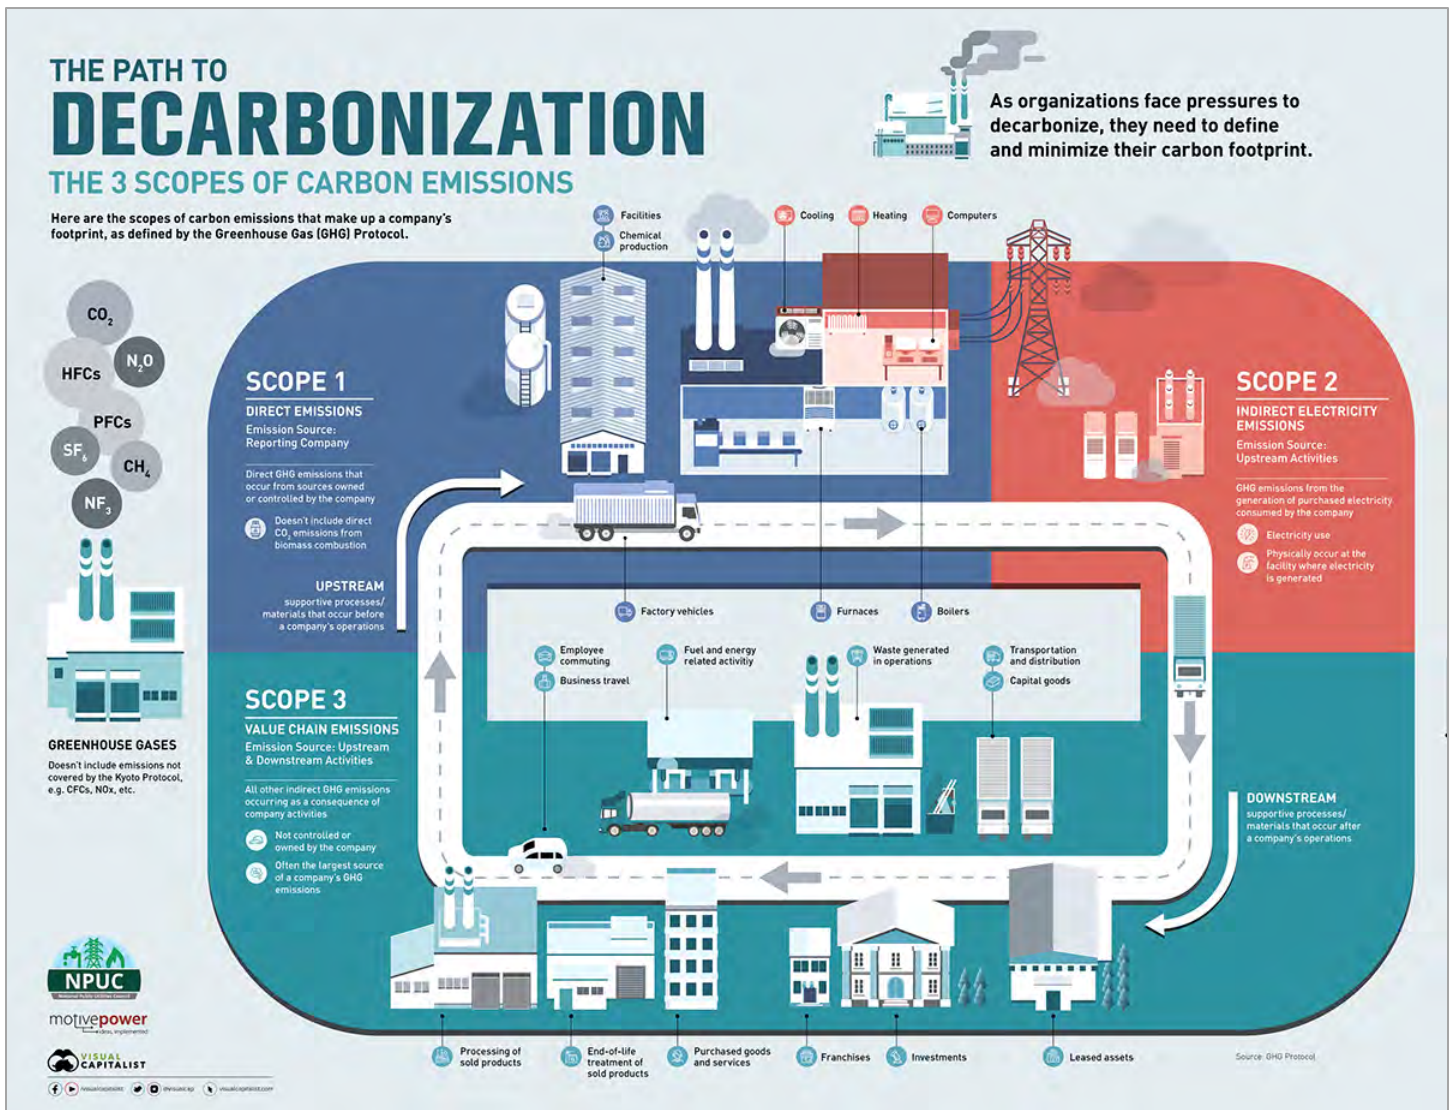 THE PATH TO
DECARBONIZATION
THE 3 SCOPES OF CARBON EMISSIONS
Here are the scopes of carbon emissions that make up a company's
footprint, as defined by the Greenhouse Gas (GHG) Protocol.
As organizations face pressures to
decarbonize, they need to define
and minimize their carbon footprint.
Facilities
Chemical
production
Cooling
Heating
Computers
CO₂
HFCs
N₂O
PFCs
SF₆
CH₄
NF₃
GREENHOUSE GASES
Doesn't include emissions not
covered by the Kyoto Protocol,
e.g. CFCs, NOx, etc.
SCOPE 1
DIRECT EMISSIONS
Emission Source:
Reporting Company
Direct GHG emissions that
occur from sources owned
or controlled by the company
Doesn't include direct
CO₂ emissions from
biomass combustion
UPSTREAM
supportive processes/
materials that occur before
a company's operations
SCOPE 2
INDIRECT ELECTRICITY
EMISSIONS
Emission Source:
Upstream Activities
GHG emissions from the
generation of purchased electricity
consumed by the company
Electricity use
Physically occur at the
facility where electricity
is generated
Factory vehicles
Furnaces
Boilers
Employee
commuting
Business travel
Fuel and energy
related activitiy
Waste generated
in operations
Transportation
and distribution
Capital goods
SCOPE 3
VALUE CHAIN EMISSIONS
Emission Source: Upstream
& Downstream Activities
All other indirect GHG emissions
occurring as a consequence of
company activities
Not controlled or
owned by the company
Often the largest source
of a company's GHG
emissions
DOWNSTREAM
supportive processes/
materials that occur after
a company's operations
Processing of
sold products
End-of-life
treatment of
sold products
Purchased goods
and services
Franchises
Investments
Leased assets
Source: GHG Protocol
NPUC
National Public Utilities Council
motivepower
ideas, implemented
VISUAL
CAPITALIST
/visualcapitalist
@visualcap
visualcapitalist.com